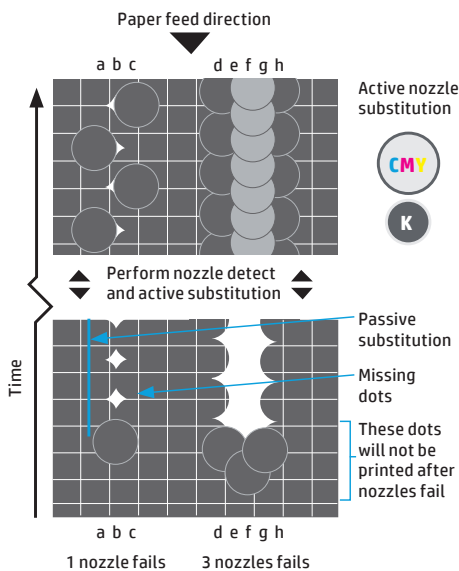 Paper feed direction
a b c
d e f g h
Active nozzle
substitution
CMY
K
Perform nozzle detect
and active substitution
Time
Passive
substitution
Missing
dots
These dots
will not be
printed after
nozzles fail
a b c
d e f g h
1 nozzle fails
3 nozzles fails